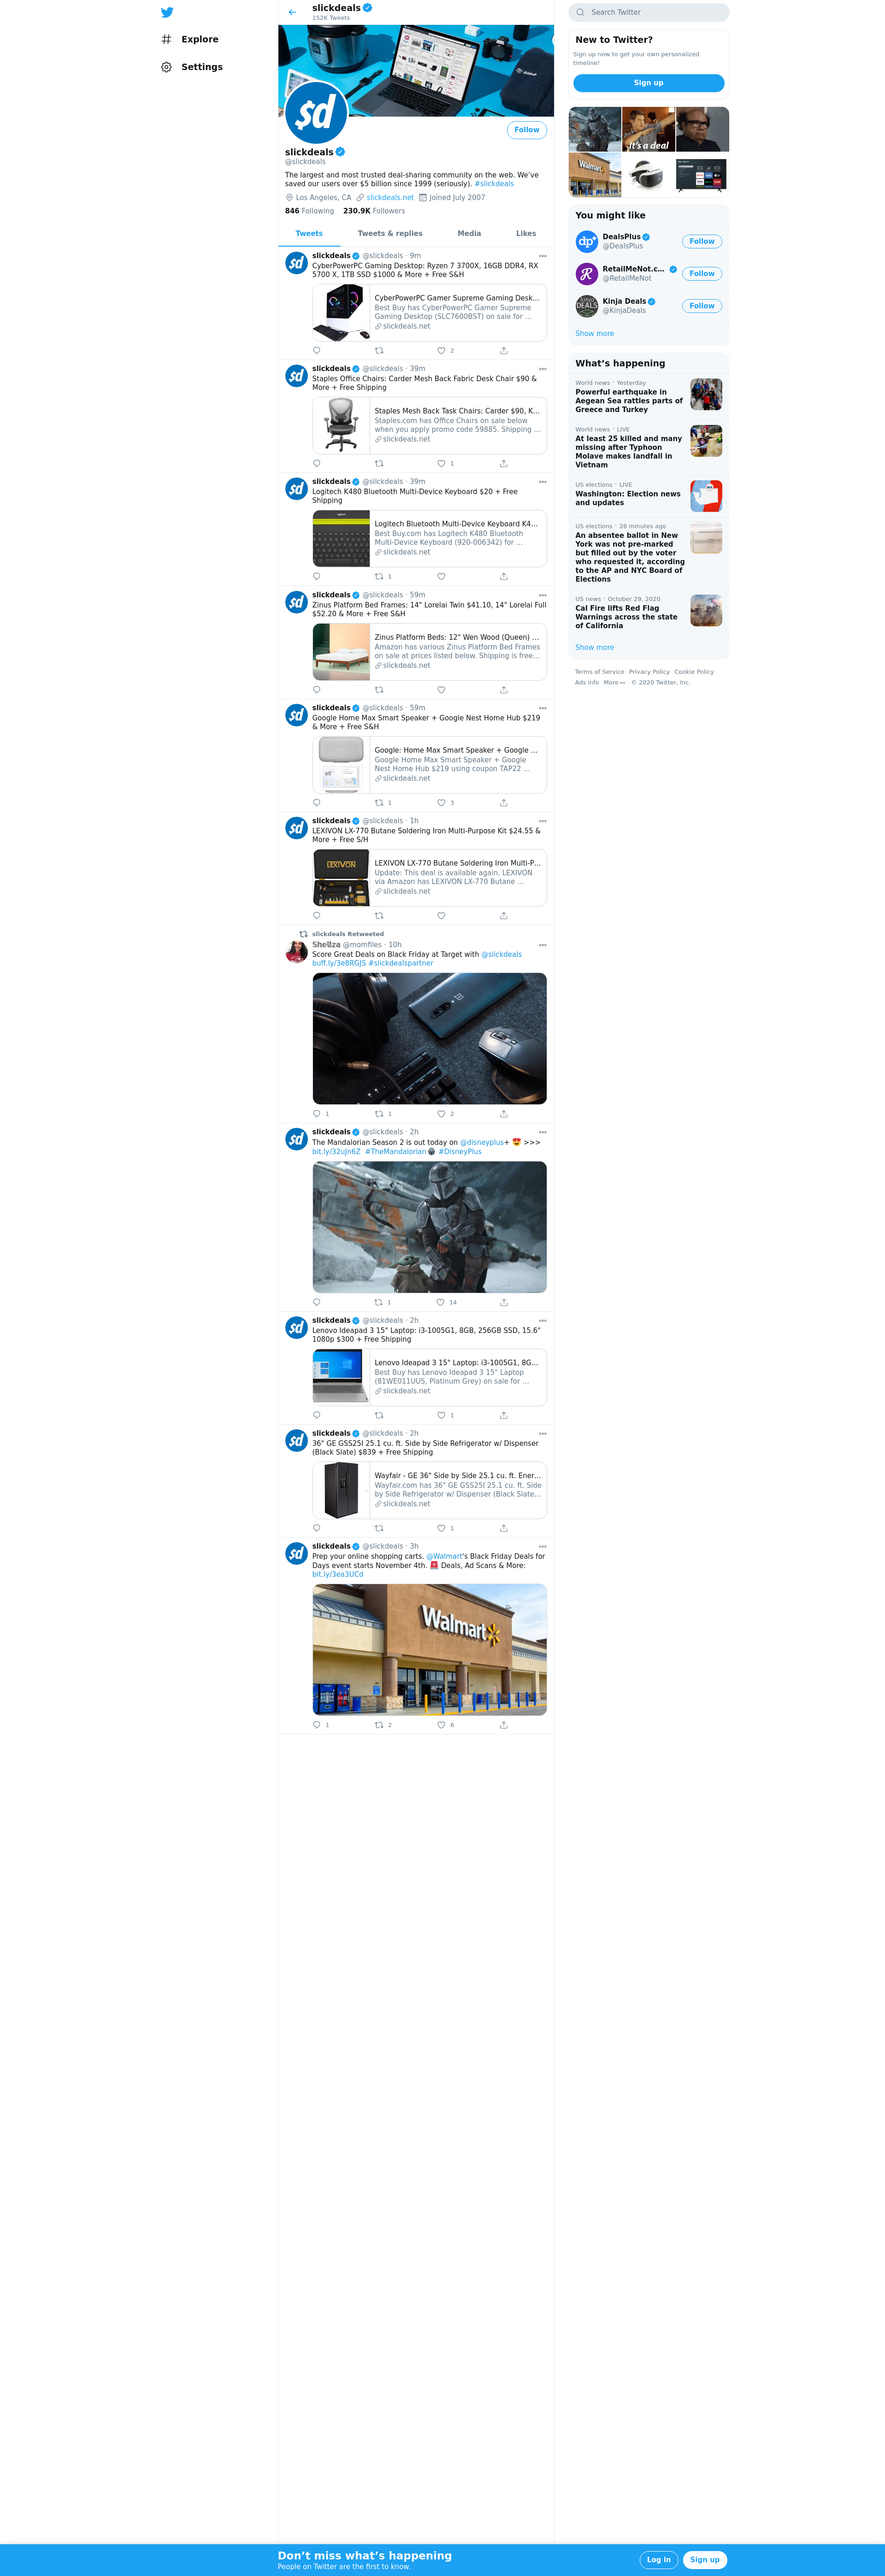 Explore
Settings
slickdeals
152K Tweets
$d
Follow
slickdeals
@slickdeals
The largest and most trusted deal-sharing community on the web. We've
saved our users over $5 billion since 1999 (seriously). #slickdeals
Los Angeles, CA slickdeals.net Joined July 2007
846 Following 230.9K Followers
Tweets Tweets & replies Media Likes
slickdeals @slickdeals · 9m
CyberPowerPC Gaming Desktop: Ryzen 7 3700X, 16GB DDR4, RX
5700 X, 1TB SSD $1000 & More + Free S&H
CyberPowerPC Gamer Supreme Gaming Desk...
Best Buy has CyberPowerPC Gamer Supreme
Gaming Desktop (SLC7600BST) on sale for ...
slickdeals.net
2
slickdeals @slickdeals · 39m
Staples Office Chairs: Carder Mesh Back Fabric Desk Chair $90 &
More + Free Shipping
Staples Mesh Back Task Chairs: Carder $90, K...
Staples.com has Office Chairs on sale below
when you apply promo code 59885. Shipping ...
slickdeals.net
1
slickdeals @slickdeals · 39m
Logitech K480 Bluetooth Multi-Device Keyboard $20 + Free
Shipping
Logitech Bluetooth Multi-Device Keyboard K4...
Best Buy.com has Logitech K480 Bluetooth
Multi-Device Keyboard (920-006342) for ...
slickdeals.net
1
slickdeals @slickdeals · 59m
Zinus Platform Bed Frames: 14" Lorelai Twin $41.10, 14" Lorelai Full
$52.20 & More + Free S&H
Zinus Platform Beds: 12" Wen Wood (Queen) ...
Amazon has various Zinus Platform Bed Frames
on sale at prices listed below. Shipping is free...
slickdeals.net
slickdeals @slickdeals · 59m
Google Home Max Smart Speaker + Google Nest Home Hub $219
& More + Free S&H
Google: Home Max Smart Speaker + Google ...
Google Home Max Smart Speaker + Google
Nest Home Hub $219 using coupon TAP22 ...
slickdeals.net
1 3
slickdeals @slickdeals · 1h
LEXIVON LX-770 Butane Soldering Iron Multi-Purpose Kit $24.55 &
More + Free S/H
LEXIVON
LEXIVON LX-770 Butane Soldering Iron Multi-P...
Update: This deal is available again. LEXIVON
via Amazon has LEXIVON LX-770 Butane ...
slickdeals.net
slickdeals Retweeted
Shellza @momfiles · 10h
Score Great Deals on Black Friday at Target with @slickdeals
buff.ly/3e8RGJS #slickdealspartner
1 1 2
slickdeals @slickdeals · 2h
The Mandalorian Season 2 is out today on @disneyplus+ 😍 >>>
bit.ly/32uJn6Z #TheMandalorian #DisneyPlus
1 14
slickdeals @slickdeals · 2h
Lenovo Ideapad 3 15" Laptop: i3-1005G1, 8GB, 256GB SSD, 15.6"
1080p $300 + Free Shipping
Lenovo Ideapad 3 15" Laptop: i3-1005G1, 8G...
Best Buy has Lenovo Ideapad 3 15" Laptop
(81WE011UUS, Platinum Grey) on sale for ...
slickdeals.net
1
slickdeals @slickdeals · 2h
36" GE GSS25I 25.1 cu. ft. Side by Side Refrigerator w/ Dispenser
(Black Slate) $839 + Free Shipping
Wayfair - GE 36" Side by Side 25.1 cu. ft. Ener...
Wayfair.com has 36" GE GSS25I 25.1 cu. ft. Side
by Side Refrigerator w/ Dispenser (Black Slate...
slickdeals.net
1
slickdeals @slickdeals · 3h
Prep your online shopping carts. @Walmart's Black Friday Deals for
Days event starts November 4th. 🚨 Deals, Ad Scans & More:
bit.ly/3ea3UCd
Walmart
1 2 6
Search Twitter
New to Twitter?
Sign up now to get your own personalized
timeline!
Sign up
It's a deal
Walmart
You might like
DealsPlus
@DealsPlus
Follow
RetailMeNot.c...
@RetailMeNot
Follow
Kinja Deals
@KinjaDeals
Follow
Show more
What's happening
World news · Yesterday
Powerful earthquake in
Aegean Sea rattles parts of
Greece and Turkey
World news · LIVE
At least 25 killed and many
missing after Typhoon
Molave makes landfall in
Vietnam
US elections · LIVE
Washington: Election news
and updates
US elections · 28 minutes ago
An absentee ballot in New
York was not pre-marked
but filled out by the voter
who requested it, according
to the AP and NYC Board of
Elections
US news · October 29, 2020
Cal Fire lifts Red Flag
Warnings across the state
of California
Show more
Terms of Service Privacy Policy Cookie Policy
Ads info More © 2020 Twitter, Inc.
Don't miss what's happening
People on Twitter are the first to know.
Log in Sign up